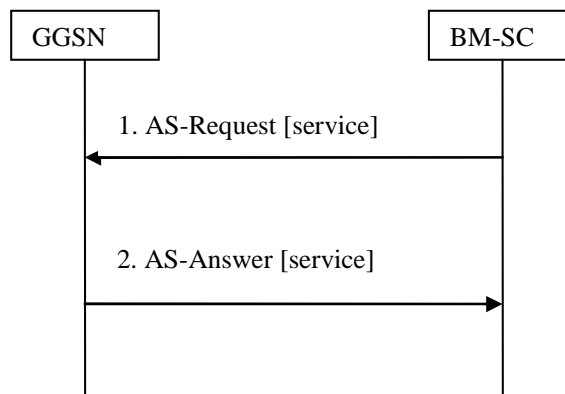 GGSN
BM-SC
1. AS-Request [service]
2. AS-Answer [service]